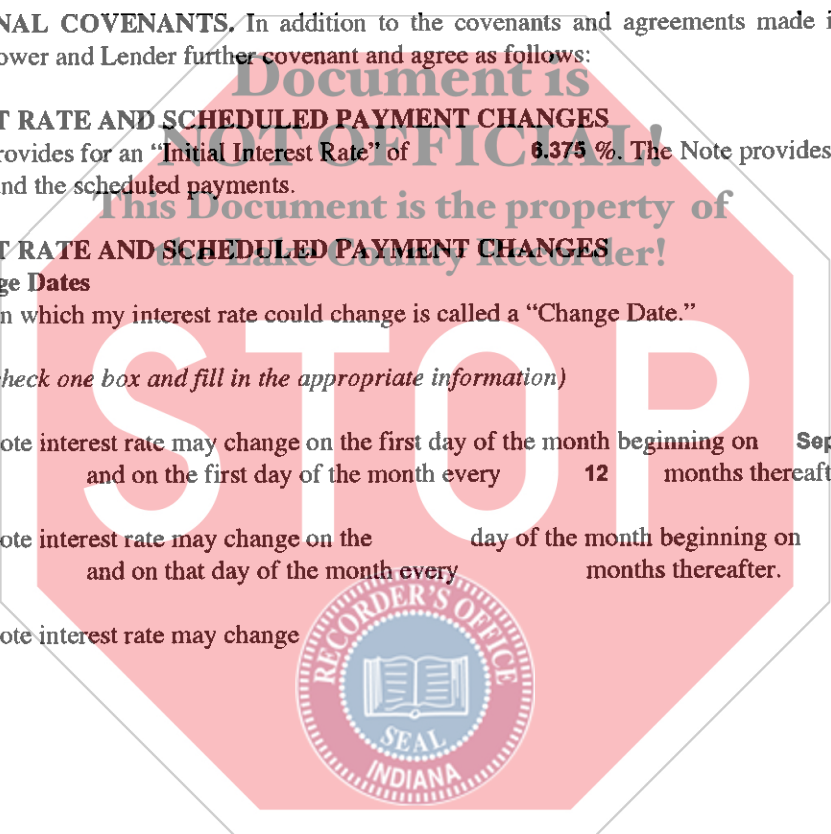 NAL COVENANTS. In addition to the covenants and agreements made i
ower and Lender further covenant and agree as follows:
Document is
T RATE AND SCHEDULED PAYMENT CHANGES
NOT OFFICIAL!
rovides for an “Initial Interest Rate” of 6.375 %. The Note provides
nd the scheduled payments.
This Document is the property of
T RATE AND SCHEDULED PAYMENT CHANGES
the Lake County Recorder!
ge Dates
n which my interest rate could change is called a “Change Date.”
STOP
heck one box and fill in the appropriate information)
ote interest rate may change on the first day of the month beginning on Sep
and on the first day of the month every 12 months thereaft
ote interest rate may change on the day of the month beginning on
and on that day of the month every months thereafter.
ote interest rate may change
RECORDER'S OFFICE
SEAL
INDIANA